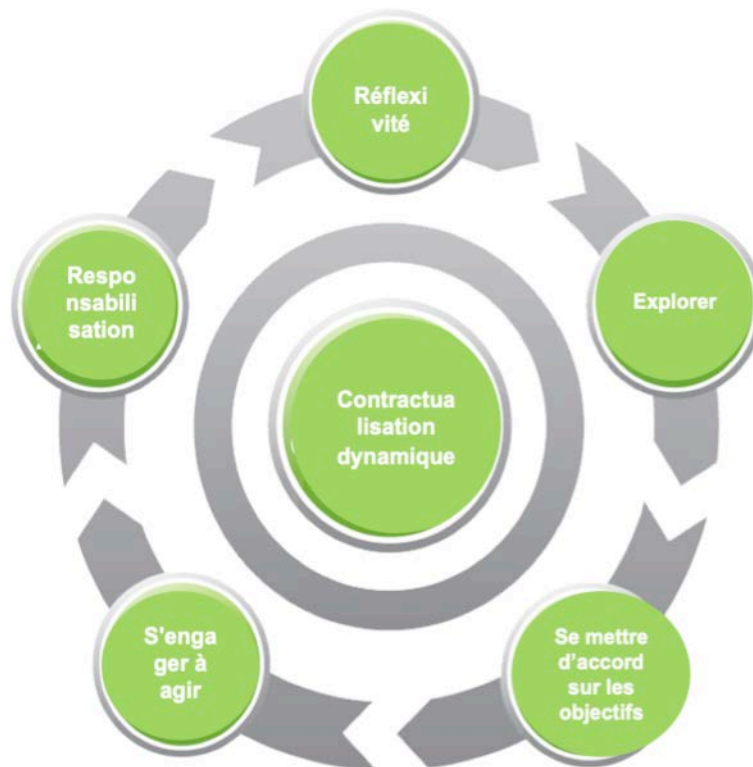 Réflexi
vité
Explorer
Se mettre
d'accord
sur les
objectifs
S'enga
ger à
agir
Respo
nsabili
sation
Contractua
lisation
dynamique